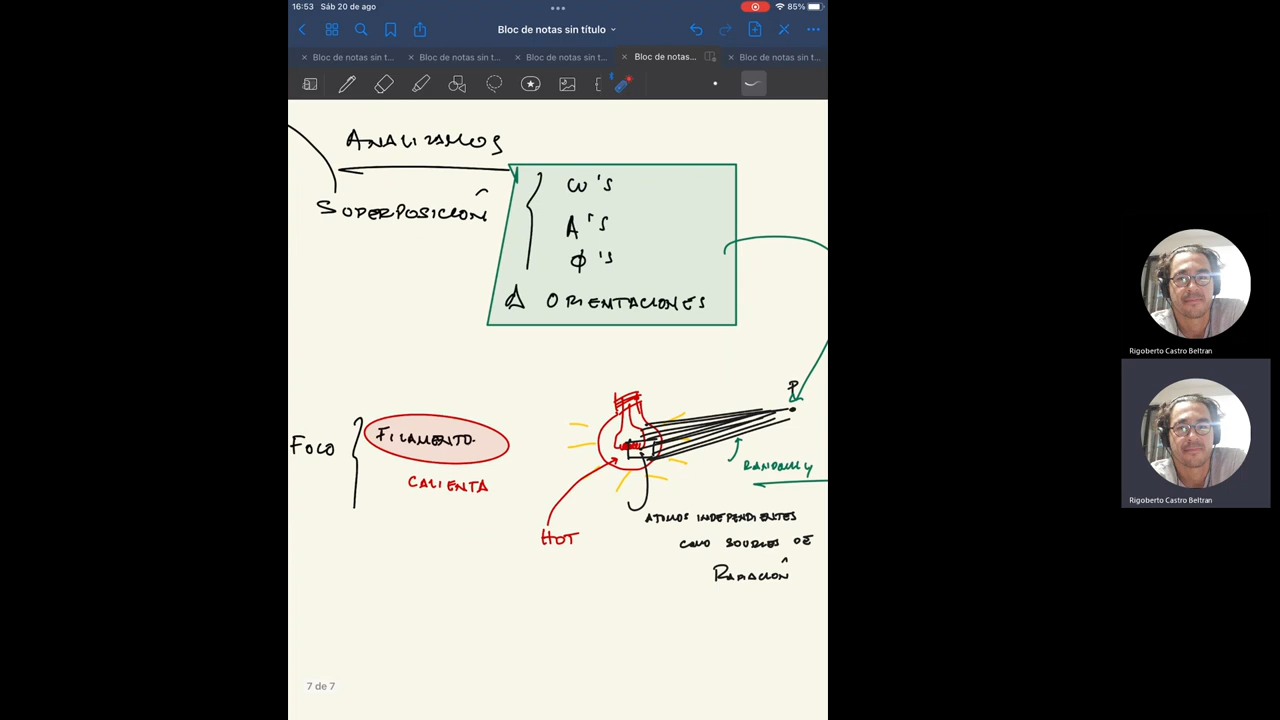 16:53 Sáb 20 de ago
85%
Bloc de notas sin título
Bloc de notas sin t...
Bloc de notas sin t...
Bloc de notas sin t...
Bloc de notas...
Bloc de notas sin t...
ANALIZAMOS
SUPERPOSICIÓN
ω's
A's
φ's
Δ ORIENTACIONES
P
FOCO
FILAMENTO
CALIENTA
RANDOMLY
HOT
ATOMOS INDEPENDIENTES
COMO SOURCES DE
RADIACIÓN
7 de 7
Rigoberto Castro Beltran
Rigoberto Castro Beltran